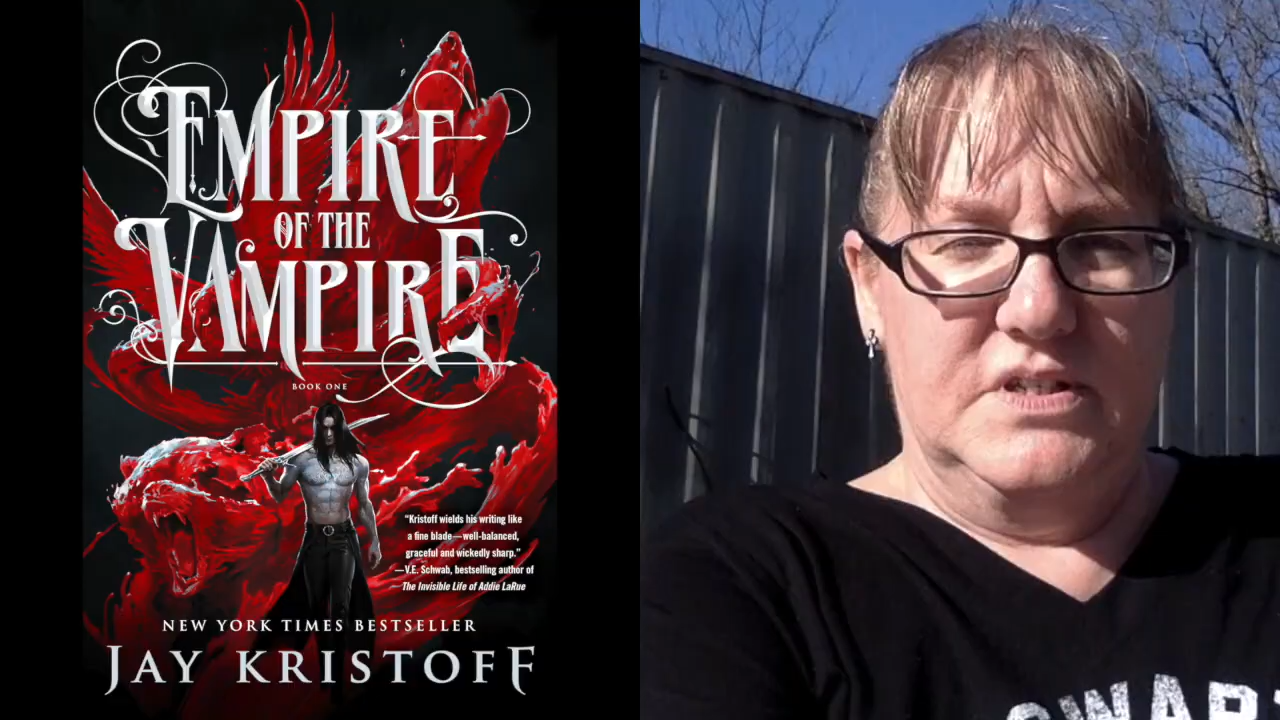 EMPIRE
OF THE
VAMPIRE
BOOK ONE
“Kristoff wields his writing like
a fine blade—well-balanced,
graceful and wickedly sharp.”
—V.E. Schwab, bestselling author of
The Invisible Life of Addie LaRue
NEW YORK TIMES BESTSELLER
JAY KRISTOFF